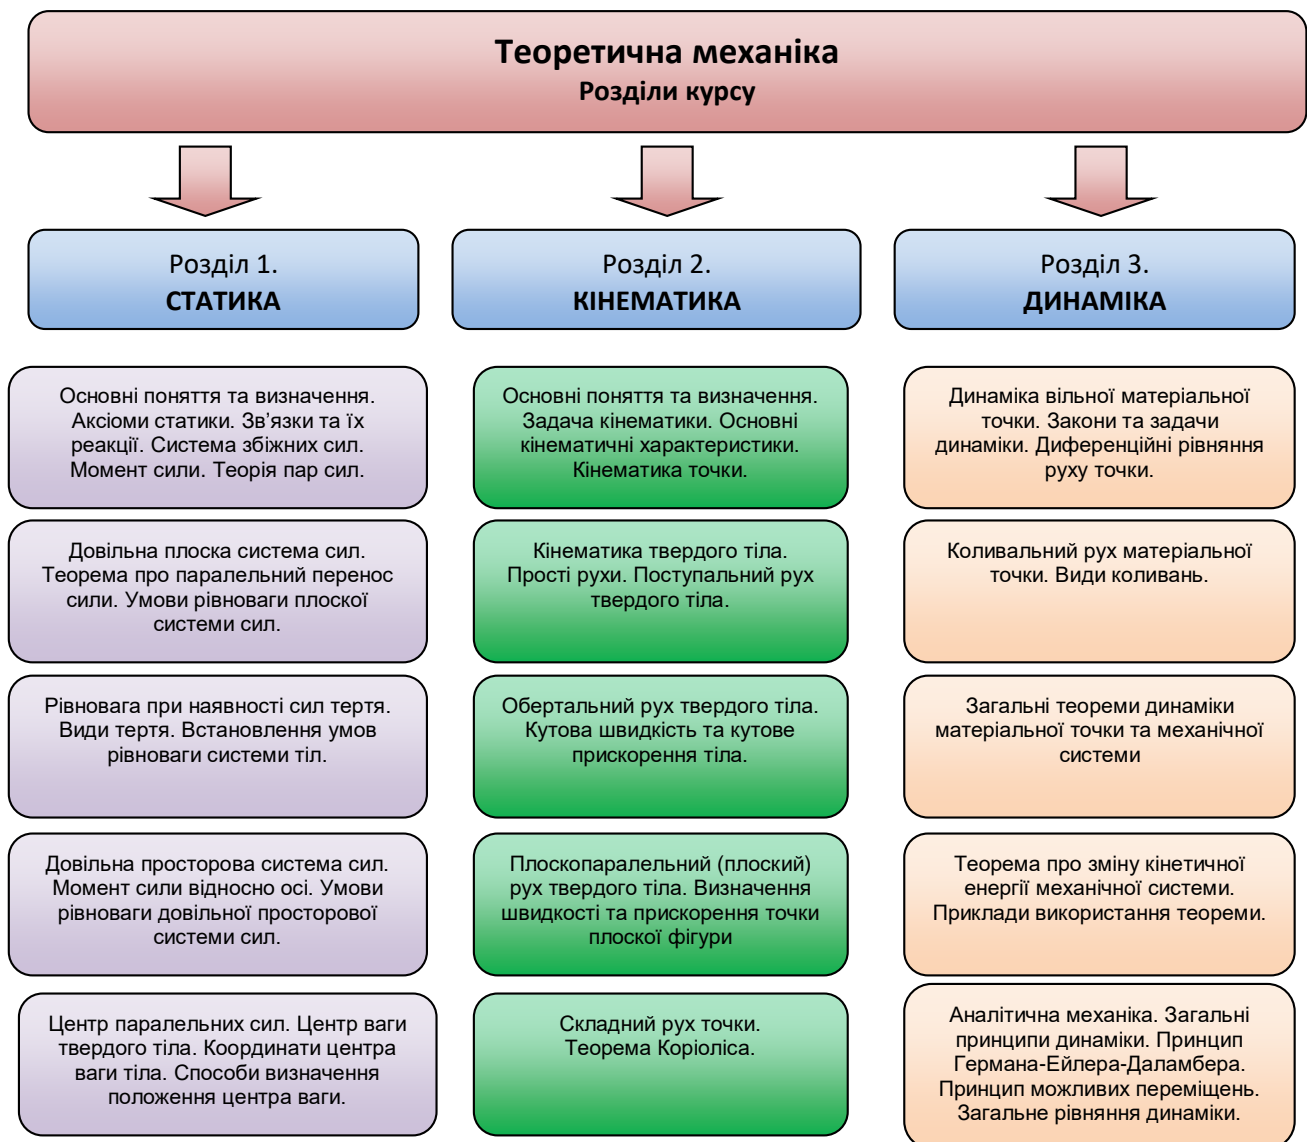 Теоретична механіка
Розділи курсу
Розділ 1.
СТАТИКА
Розділ 2.
КІНЕМАТИКА
Розділ 3.
ДИНАМІКА
Основні поняття та визначення.
Аксіоми статики. Зв’язки та їх
реакції. Система збіжних сил.
Момент сили. Теорія пар сил.
Довільна плоска система сил.
Теорема про паралельний перенос
сили. Умови рівноваги плоскої
системи сил.
Рівновага при наявності сил тертя.
Види тертя. Встановлення умов
рівноваги системи тіл.
Довільна просторова система сил.
Момент сили відносно осі. Умови
рівноваги довільної просторової
системи сил.
Центр паралельних сил. Центр ваги
твердого тіла. Координати центра
ваги тіла. Способи визначення
положення центра ваги.
Основні поняття та визначення.
Задача кінематики. Основні
кінематичні характеристики.
Кінематика точки.
Кінематика твердого тіла.
Прості рухи. Поступальний рух
твердого тіла.
Обертальний рух твердого тіла.
Кутова швидкість та кутове
прискорення тіла.
Плоскопаралельний (плоский)
рух твердого тіла. Визначення
швидкості та прискорення точки
плоскої фігури
Складний рух точки.
Теорема Коріоліса.
Динаміка вільної матеріальної
точки. Закони та задачі
динаміки. Диференційні рівняння
руху точки.
Коливальний рух матеріальної
точки. Види коливань.
Загальні теореми динаміки
матеріальної точки та механічної
системи
Теорема про зміну кінетичної
енергії механічної системи.
Приклади використання теореми.
Аналітична механіка. Загальні
принципи динаміки. Принцип
Германа-Ейлера-Даламбера.
Принцип можливих переміщень.
Загальне рівняння динаміки.